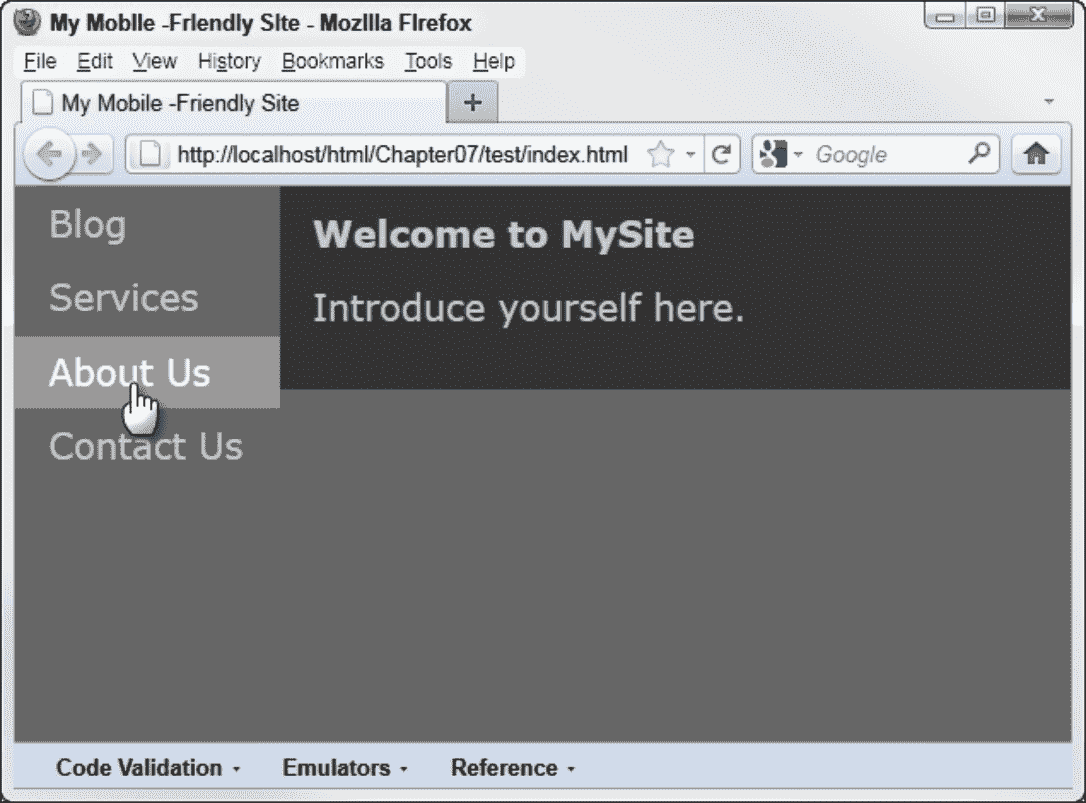 My Mobile -Friendly Site - Mozilla Firefox
File Edit View History Bookmarks Tools Help
My Mobile -Friendly Site
http://localhost/html/Chapter07/test/index.html Google
Blog
Welcome to MySite
Services
Introduce yourself here.
About Us
Contact Us
Code Validation Emulators Reference